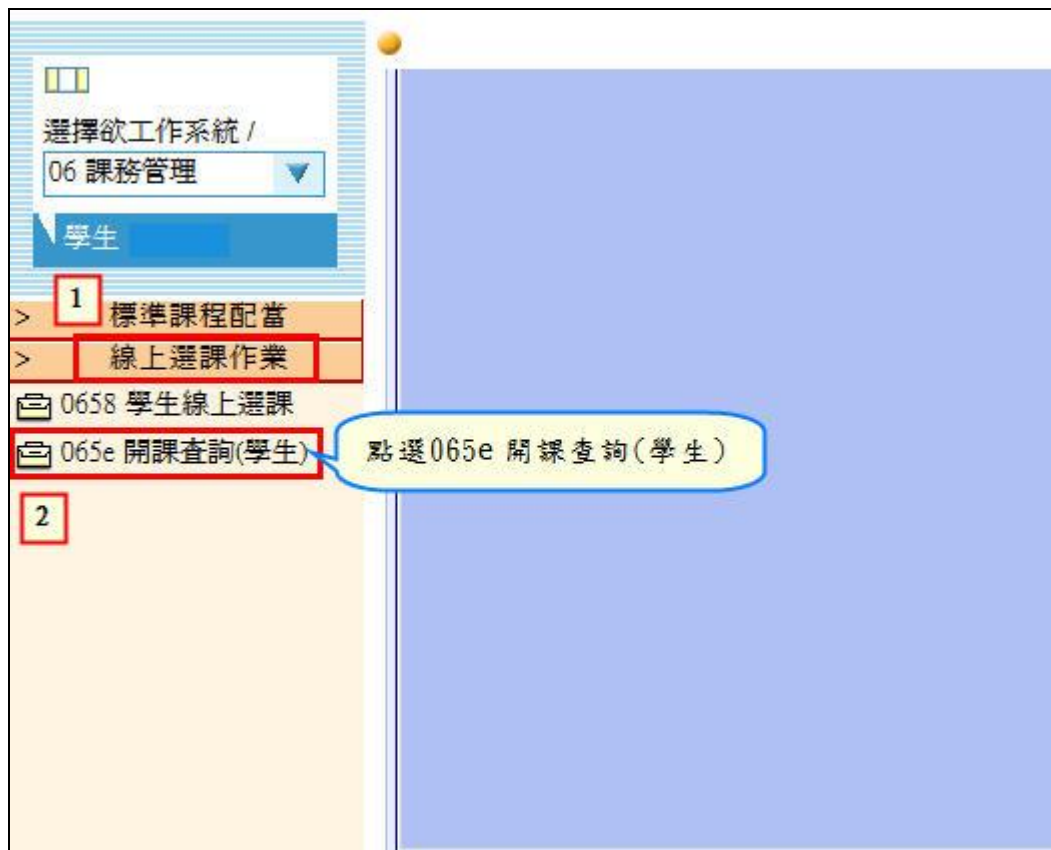 選擇欲工作系統 /
06 課務管理
學生
1
> 標準課程配當
> 線上選課作業
0658 學生線上選課
065e 開課查詢(學生)
點選065e 開課查詢(學生)
2